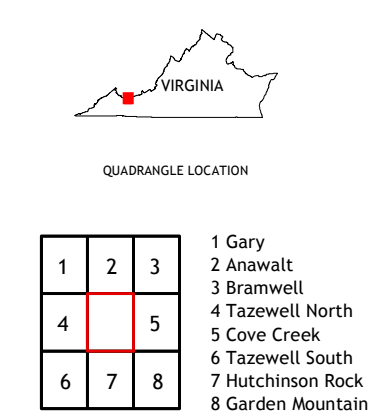 VIRGINIA
QUADRANGLE LOCATION
1 2 3
4 5
6 7 8
1 Gary
2 Anawalt
3 Bramwell
4 Tazewell North
5 Cove Creek
6 Tazewell South
7 Hutchinson Rock
8 Garden Mountain